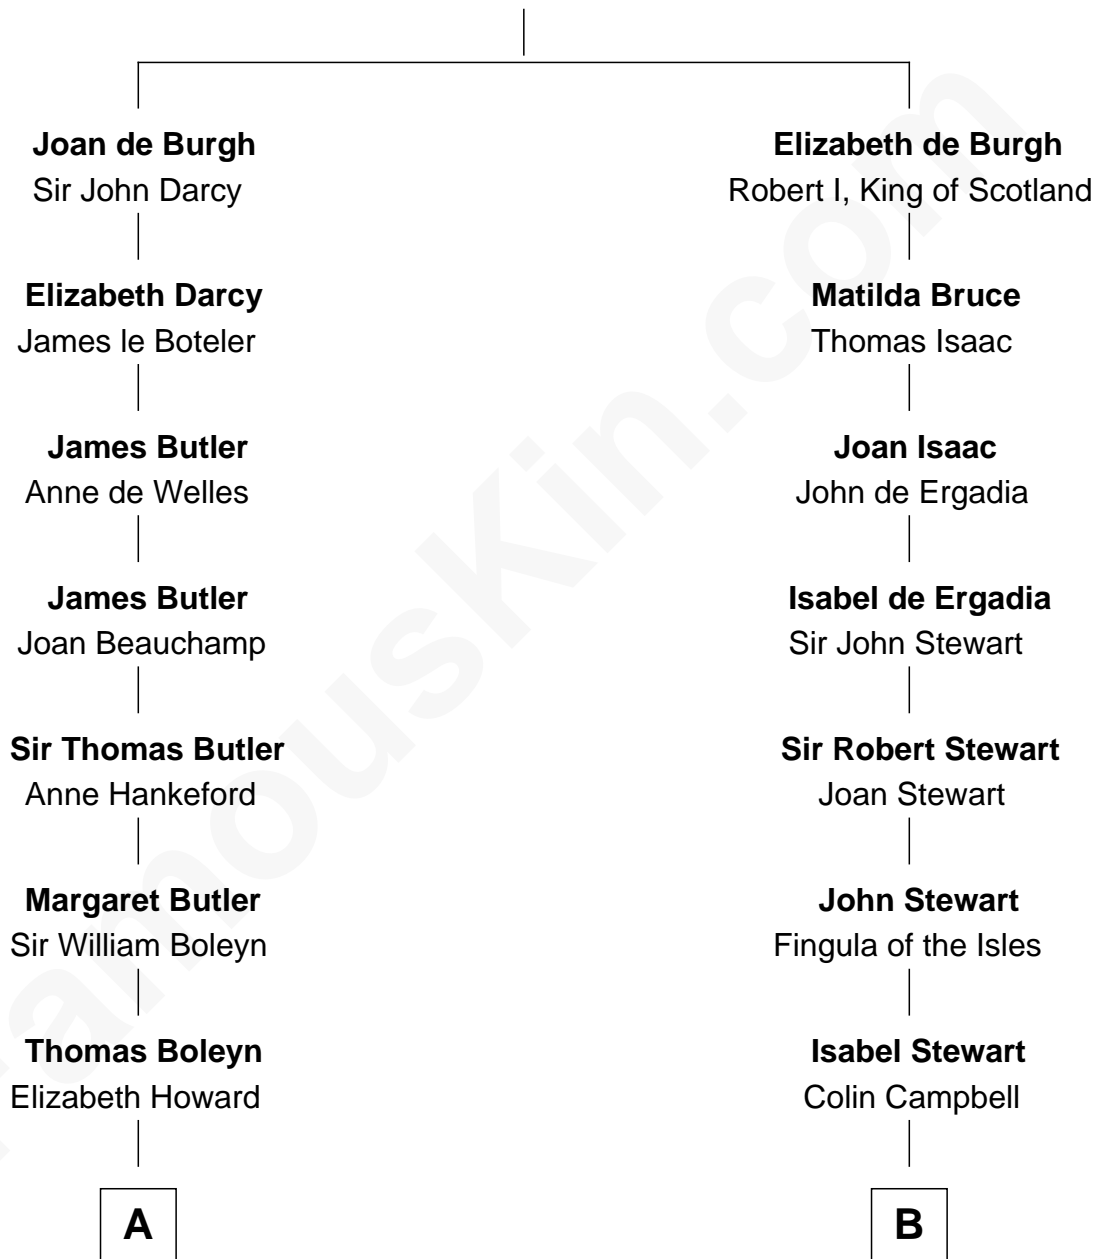 Joan de Burgh
Sir John Darcy
Elizabeth Darcy
James le Boteler
James Butler
Anne de Welles
James Butler
Joan Beauchamp
Sir Thomas Butler
Anne Hankeford
Margaret Butler
Sir William Boleyn
Thomas Boleyn
Elizabeth Howard
A
Elizabeth de Burgh
Robert I, King of Scotland
Matilda Bruce
Thomas Isaac
Joan Isaac
John de Ergadia
Isabel de Ergadia
Sir John Stewart
Sir Robert Stewart
Joan Stewart
John Stewart
Fingula of the Isles
Isabel Stewart
Colin Campbell
B
FamousKin.com